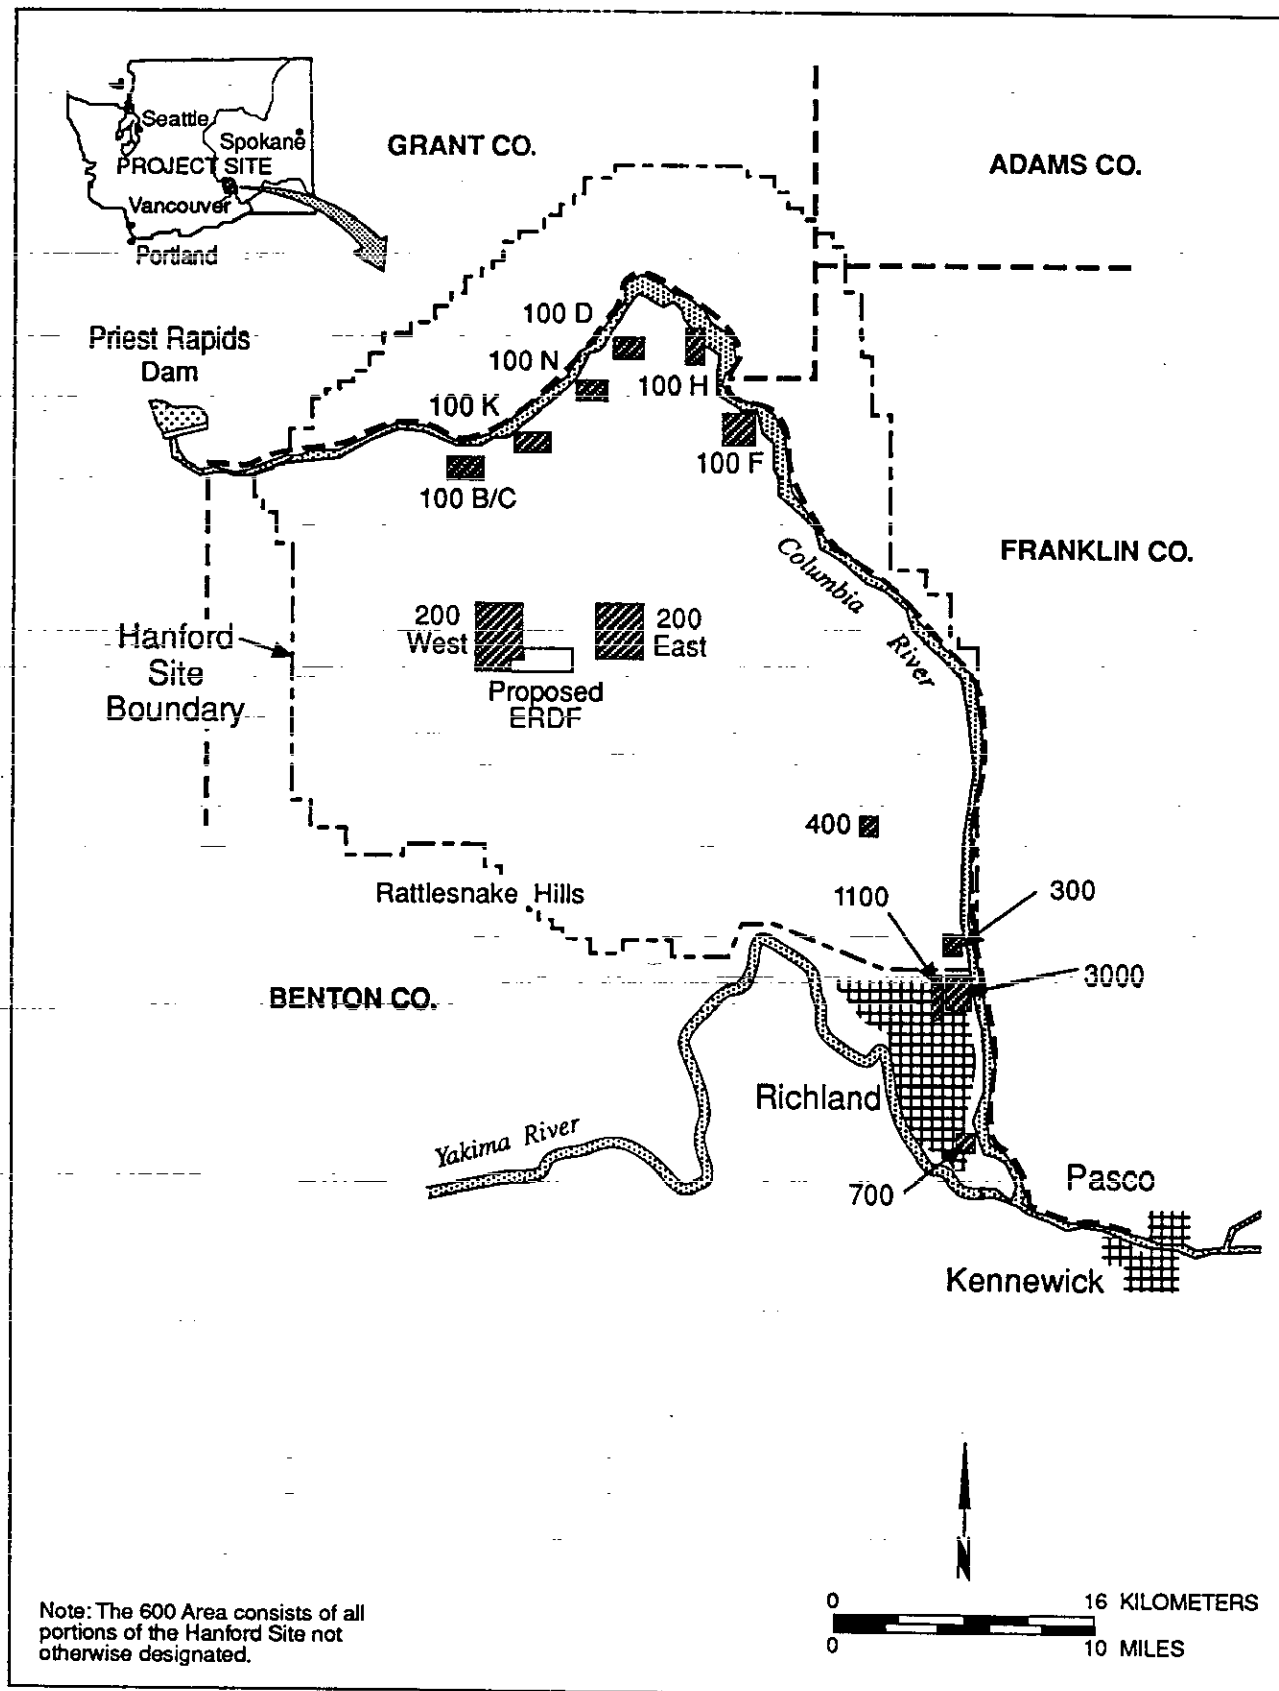 Seattle
Spokane
PROJECT SITE
Vancouver
Portland
GRANT CO.
ADAMS CO.
Priest Rapids
Dam
100 D
100 N
100 K
100 H
100 F
100 B/C
Columbia
River
FRANKLIN CO.
200
West
200
East
Proposed
ERDF
Hanford
Site
Boundary
400
Rattlesnake Hills
1100
300
3000
BENTON CO.
Richland
Yakima River
700
Pasco
Kennewick
N
Note: The 600 Area consists of all
portions of the Hanford Site not
otherwise designated.
0 16 KILOMETERS
0 10 MILES